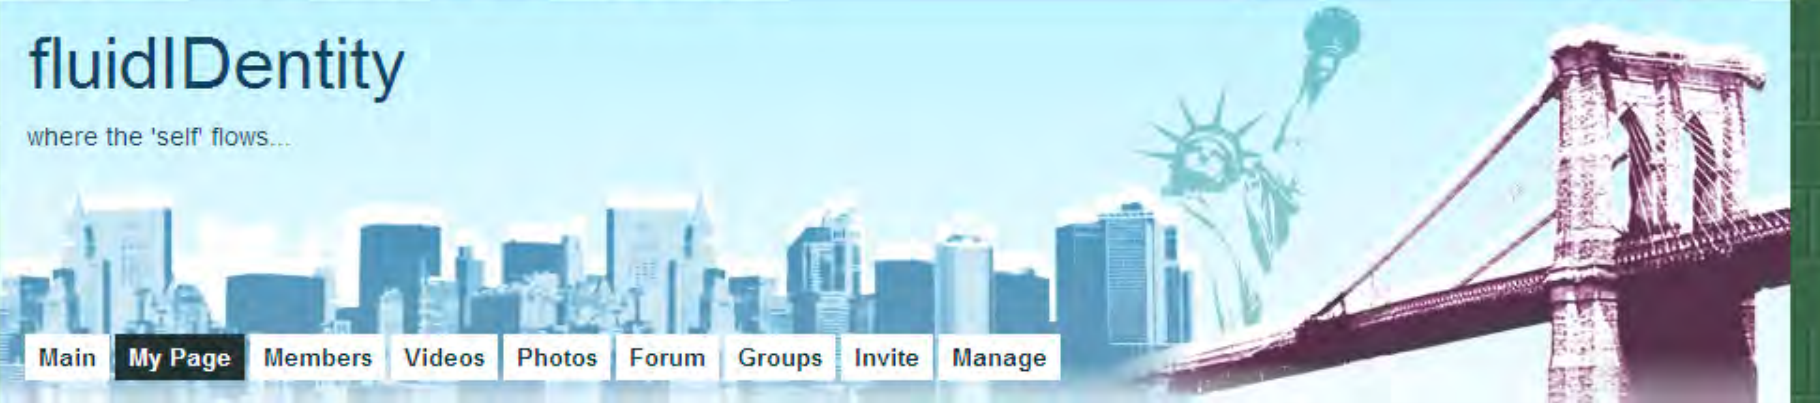 fluidIDentity
where the 'self' flows...
Main My Page Members Videos Photos Forum Groups Invite Manage